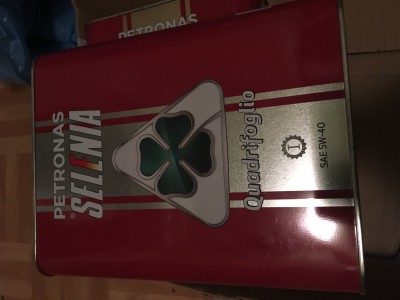 PETRONAS
PETRONAS
SELENIA
®
Quadrifoglio
I
SAE 5W-40